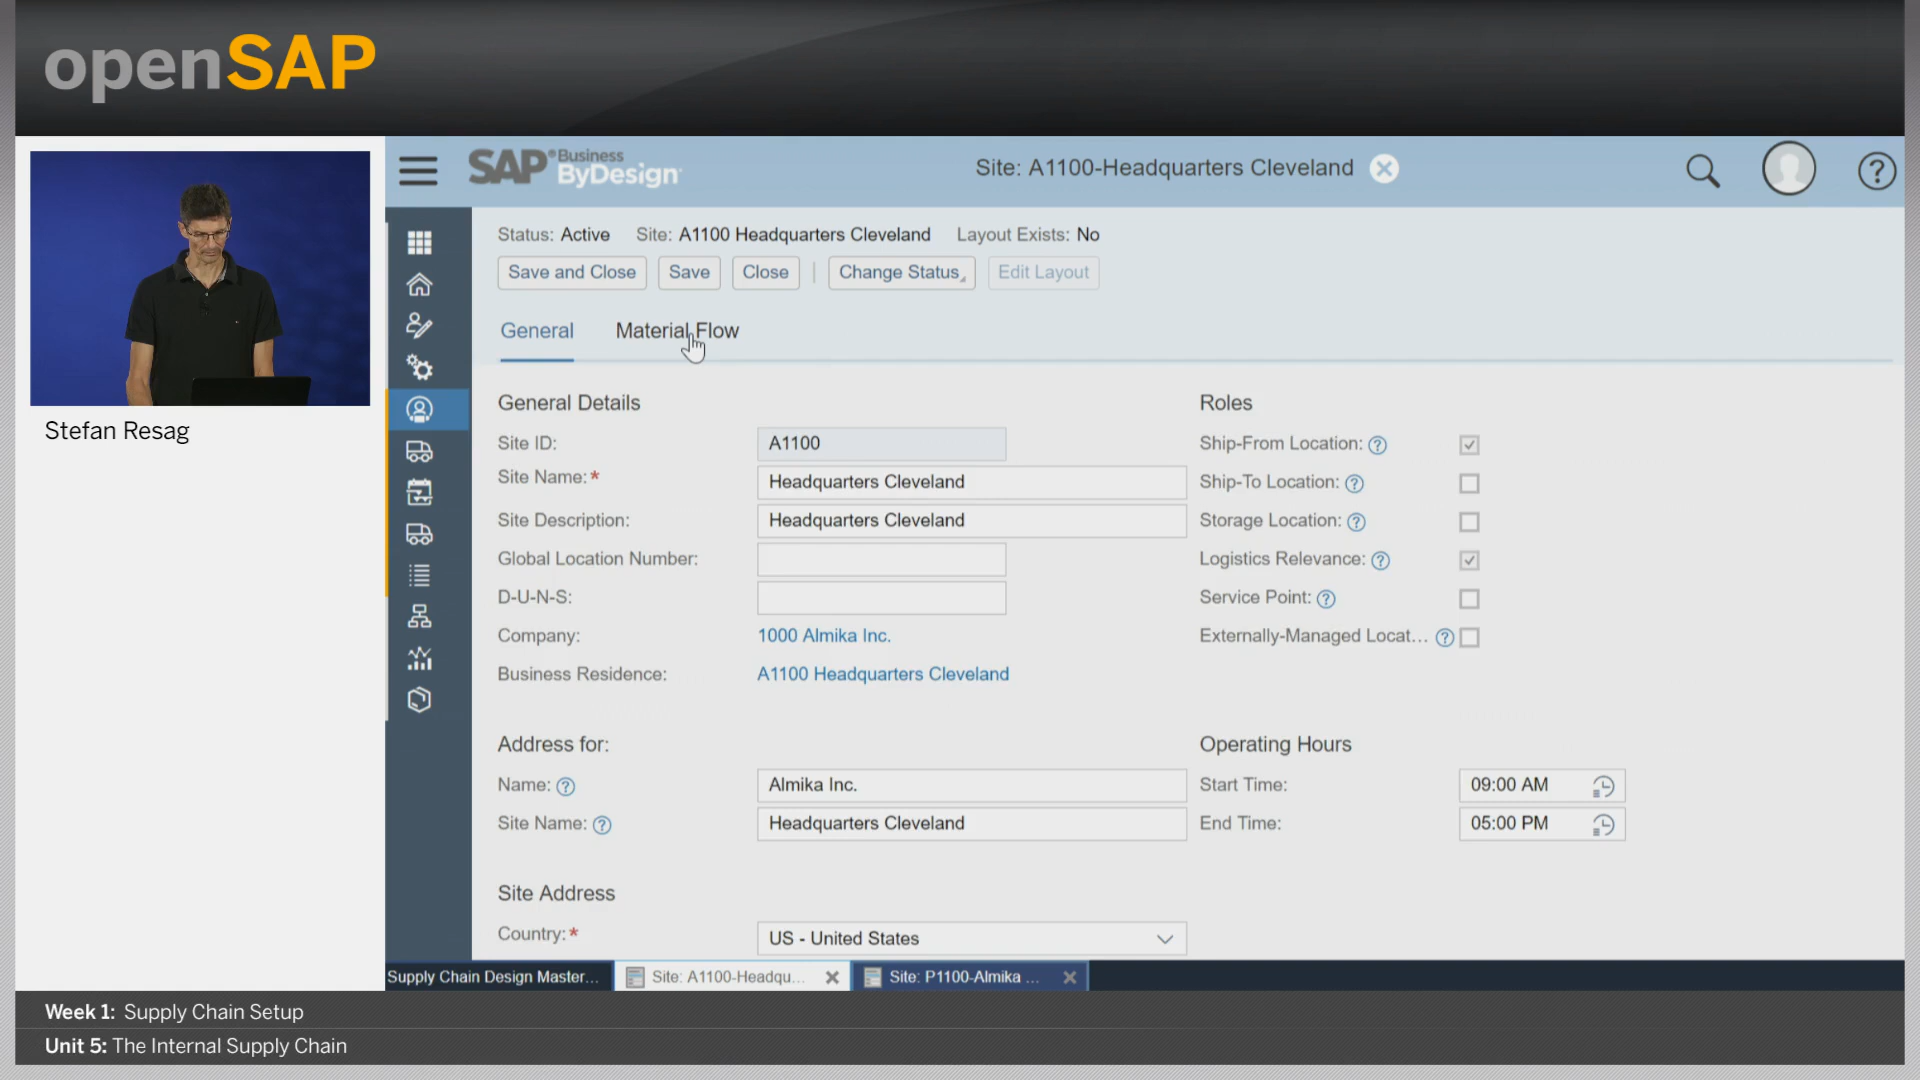 openSAP
Stefan Resag
SAP® Business ByDesign
Site: A1100-Headquarters Cleveland
Status: Active Site: A1100 Headquarters Cleveland Layout Exists: No
Save and Close Save Close Change Status Edit Layout
General Material Flow
General Details
Site ID: A1100
Site Name:* Headquarters Cleveland
Site Description: Headquarters Cleveland
Global Location Number:
D-U-N-S:
Company: 1000 Almika Inc.
Business Residence: A1100 Headquarters Cleveland
Roles
Ship-From Location: ?
Ship-To Location: ?
Storage Location: ?
Logistics Relevance: ?
Service Point: ?
Externally-Managed Locat... ?
Address for:
Name: ? Almika Inc.
Site Name: ? Headquarters Cleveland
Operating Hours
Start Time: 09:00 AM
End Time: 05:00 PM
Site Address
Country:* US - United States
Supply Chain Design Master... Site: A1100-Headqu... Site: P1100-Almika ...
Week 1: Supply Chain Setup
Unit 5: The Internal Supply Chain